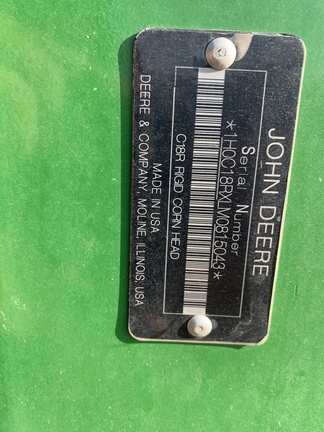 JOHN DEERE
Serial Number
*1H0C18RXLM0815043*
C18R RIGID CORN HEAD
MADE IN USA
DEERE & COMPANY, MOLINE, ILLINOIS, USA